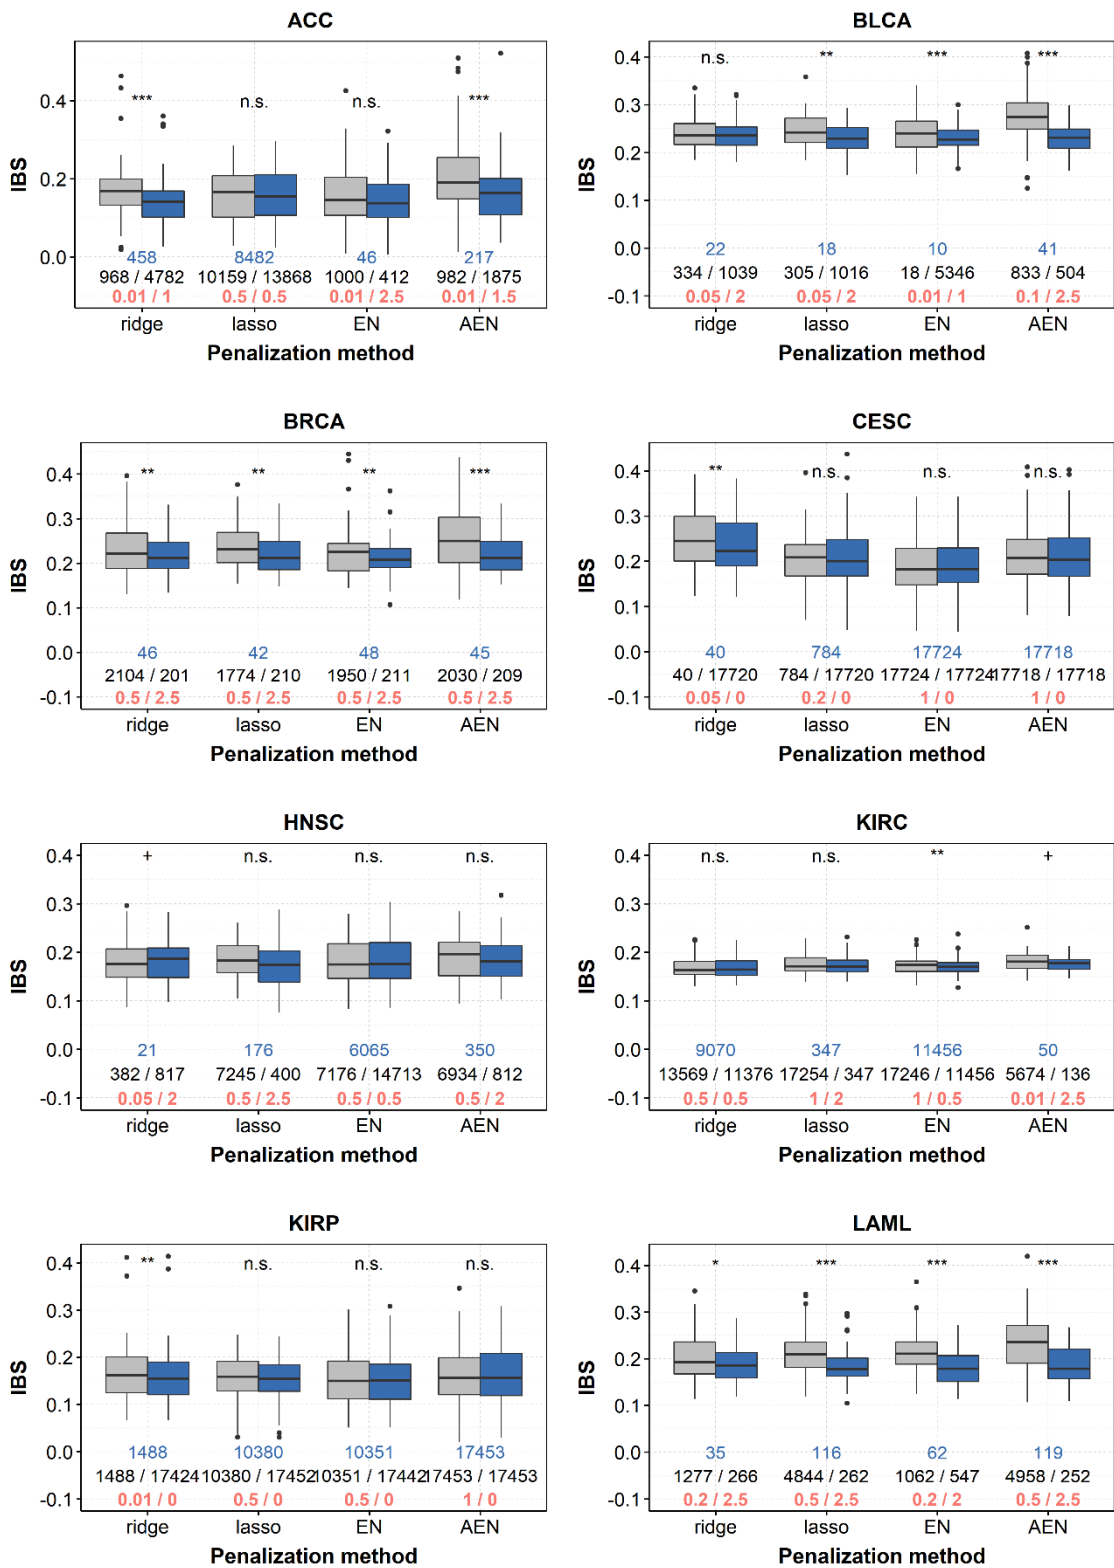 ACC
IBS
0.4
0.2
0.0
*** n.s. n.s. ***
458 8482 46 217
968 / 4782 10159 / 13868 1000 / 412 982 / 1875
0.01 / 1 0.5 / 0.5 0.01 / 2.5 0.01 / 1.5
ridge lasso EN AEN
Penalization method
BLCA
IBS
0.4
0.3
0.2
0.1
0.0
-0.1
n.s. ** *** ***
22 18 10 41
334 / 1039 305 / 1016 18 / 5346 833 / 504
0.05 / 2 0.05 / 2 0.01 / 1 0.1 / 2.5
ridge lasso EN AEN
Penalization method
BRCA
IBS
0.4
0.3
0.2
0.1
0.0
-0.1
** ** ** ***
46 42 48 45
2104 / 201 1774 / 210 1950 / 211 2030 / 209
0.5 / 2.5 0.5 / 2.5 0.5 / 2.5 0.5 / 2.5
ridge lasso EN AEN
Penalization method
CESC
IBS
0.4
0.3
0.2
0.1
0.0
-0.1
** n.s. n.s. n.s.
40 784 17724 17718
40 / 17720 784 / 17720 17724 / 17724 17718 / 17718
0.05 / 0 0.2 / 0 1 / 0 1 / 0
ridge lasso EN AEN
Penalization method
HNSC
IBS
0.4
0.3
0.2
0.1
0.0
-0.1
+ n.s. n.s. n.s.
21 176 6065 350
382 / 817 7245 / 400 7176 / 14713 6934 / 812
0.05 / 2 0.5 / 2.5 0.5 / 0.5 0.5 / 2
ridge lasso EN AEN
Penalization method
KIRC
IBS
0.4
0.3
0.2
0.1
0.0
-0.1
n.s. n.s. ** +
9070 347 11456 50
13569 / 11376 17254 / 347 17246 / 11456 5674 / 136
0.5 / 0.5 1 / 2 1 / 0.5 0.01 / 2.5
ridge lasso EN AEN
Penalization method
KIRP
IBS
0.4
0.3
0.2
0.1
0.0
-0.1
** n.s. n.s. n.s.
1488 10380 10351 17453
1488 / 17424 10380 / 17452 10351 / 17442 17453 / 17453
0.01 / 0 0.5 / 0 0.5 / 0 1 / 0
ridge lasso EN AEN
Penalization method
LAML
IBS
0.4
0.3
0.2
0.1
0.0
-0.1
* *** *** ***
35 116 62 119
1277 / 266 4844 / 262 1062 / 547 4958 / 252
0.2 / 2.5 0.5 / 2.5 0.2 / 2 0.5 / 2.5
ridge lasso EN AEN
Penalization method